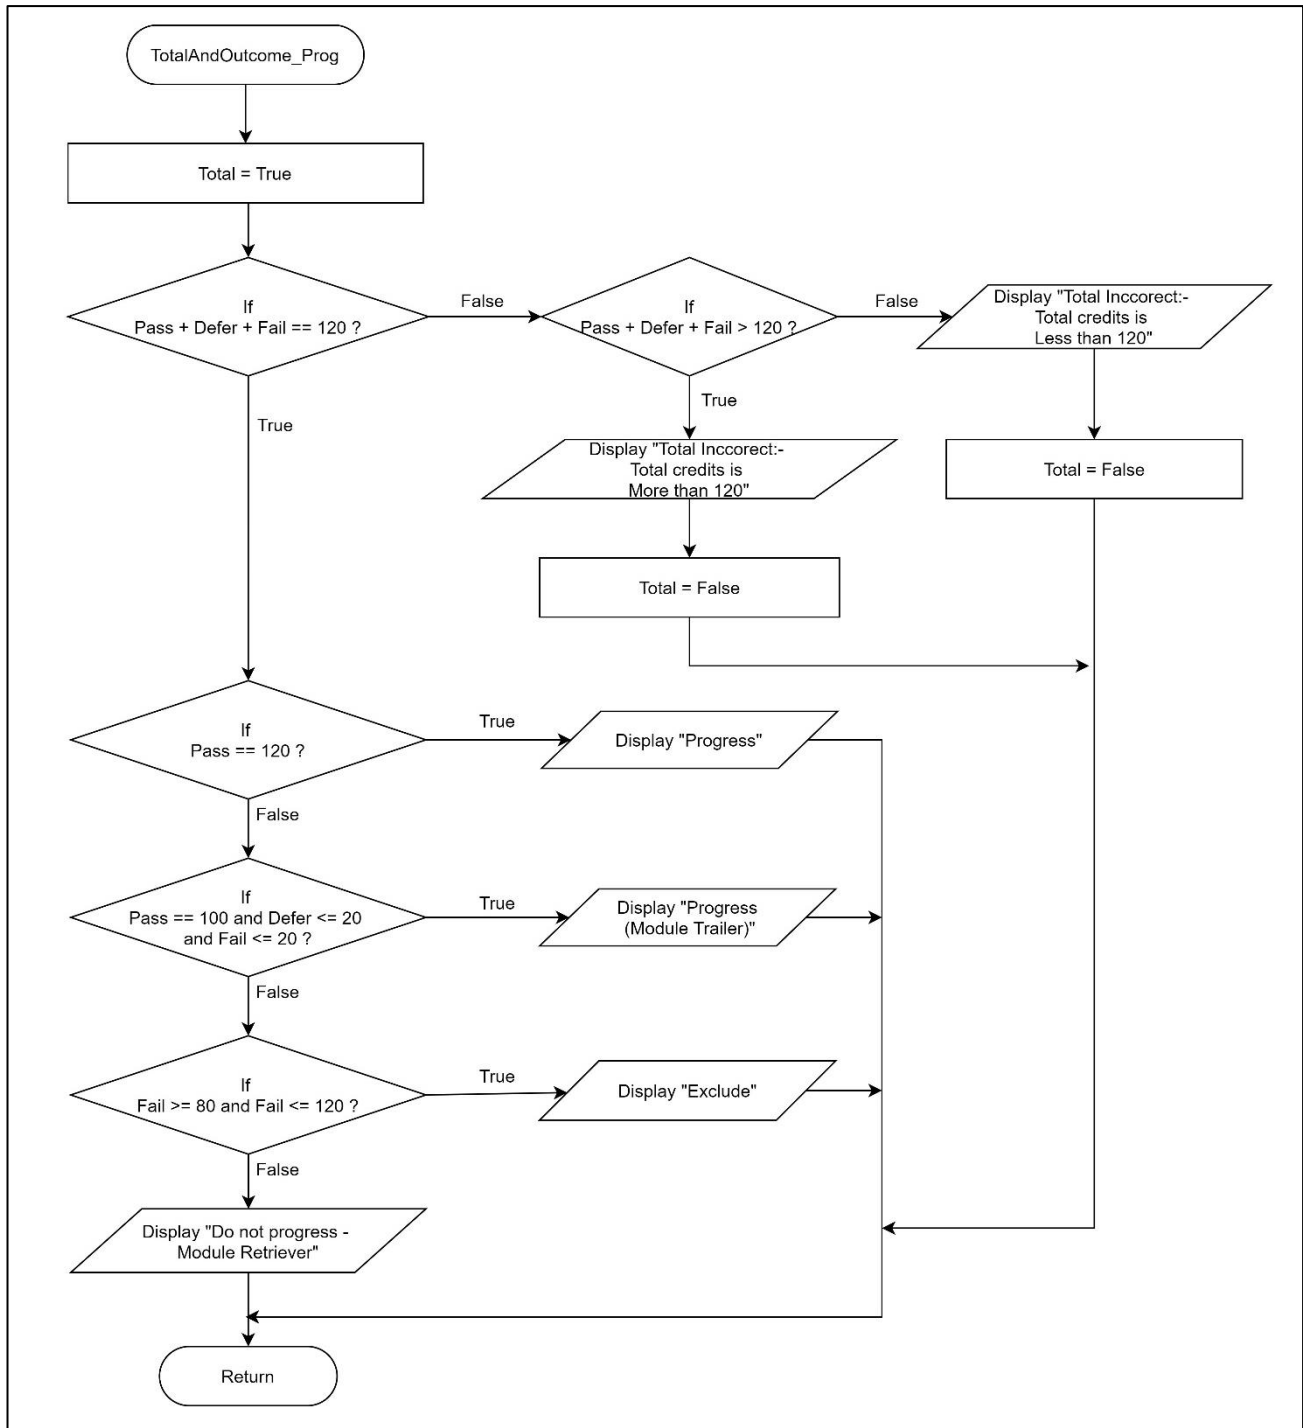 TotalAndOutcome_Prog
Total = True
If
Pass + Defer + Fail == 120 ?
False
If
Pass + Defer + Fail > 120 ?
False
Display "Total Inccorect:-
Total credits is
Less than 120"
True
True
Display "Total Inccorect:-
Total credits is
More than 120"
Total = False
Total = False
If
Pass == 120 ?
True
Display "Progress"
False
If
Pass == 100 and Defer <= 20
and Fail <= 20 ?
True
Display "Progress
(Module Trailer)"
False
If
Fail >= 80 and Fail <= 120 ?
True
Display "Exclude"
False
Display "Do not progress -
Module Retriever"
Return